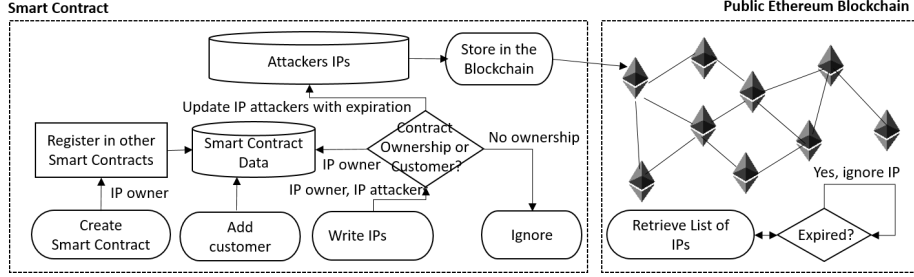 Smart Contract
Public Ethereum Blockchain
Attackers IPs
Store in the
Blockchain
Update IP attackers with expiration
Register in other
Smart Contracts
Smart Contract
Data
Contract
Ownership or
Customer?
No ownership
IP owner
IP owner
IP owner, IP attacker
Create
Smart Contract
Add
customer
Write IPs
Ignore
Yes, ignore IP
Retrieve List of
IPs
Expired?